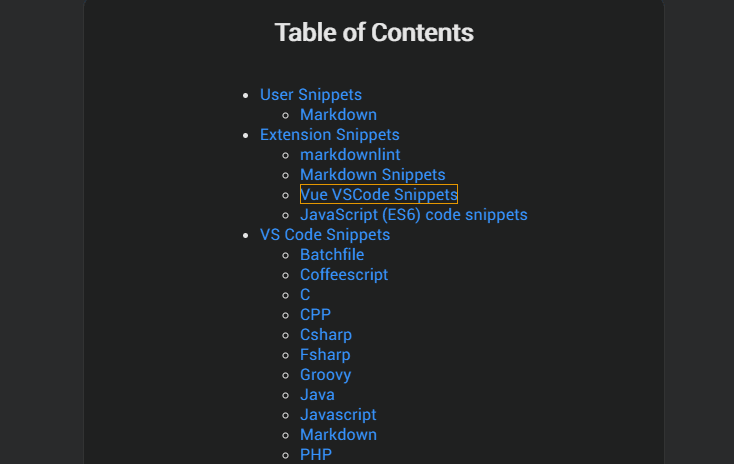 Table of Contents
User Snippets
Markdown
Extension Snippets
markdownlint
Markdown Snippets
Vue VSCode Snippets
JavaScript (ES6) code snippets
VS Code Snippets
Batchfile
Coffeescript
C
CPP
Csharp
Fsharp
Groovy
Java
Javascript
Markdown
PHP